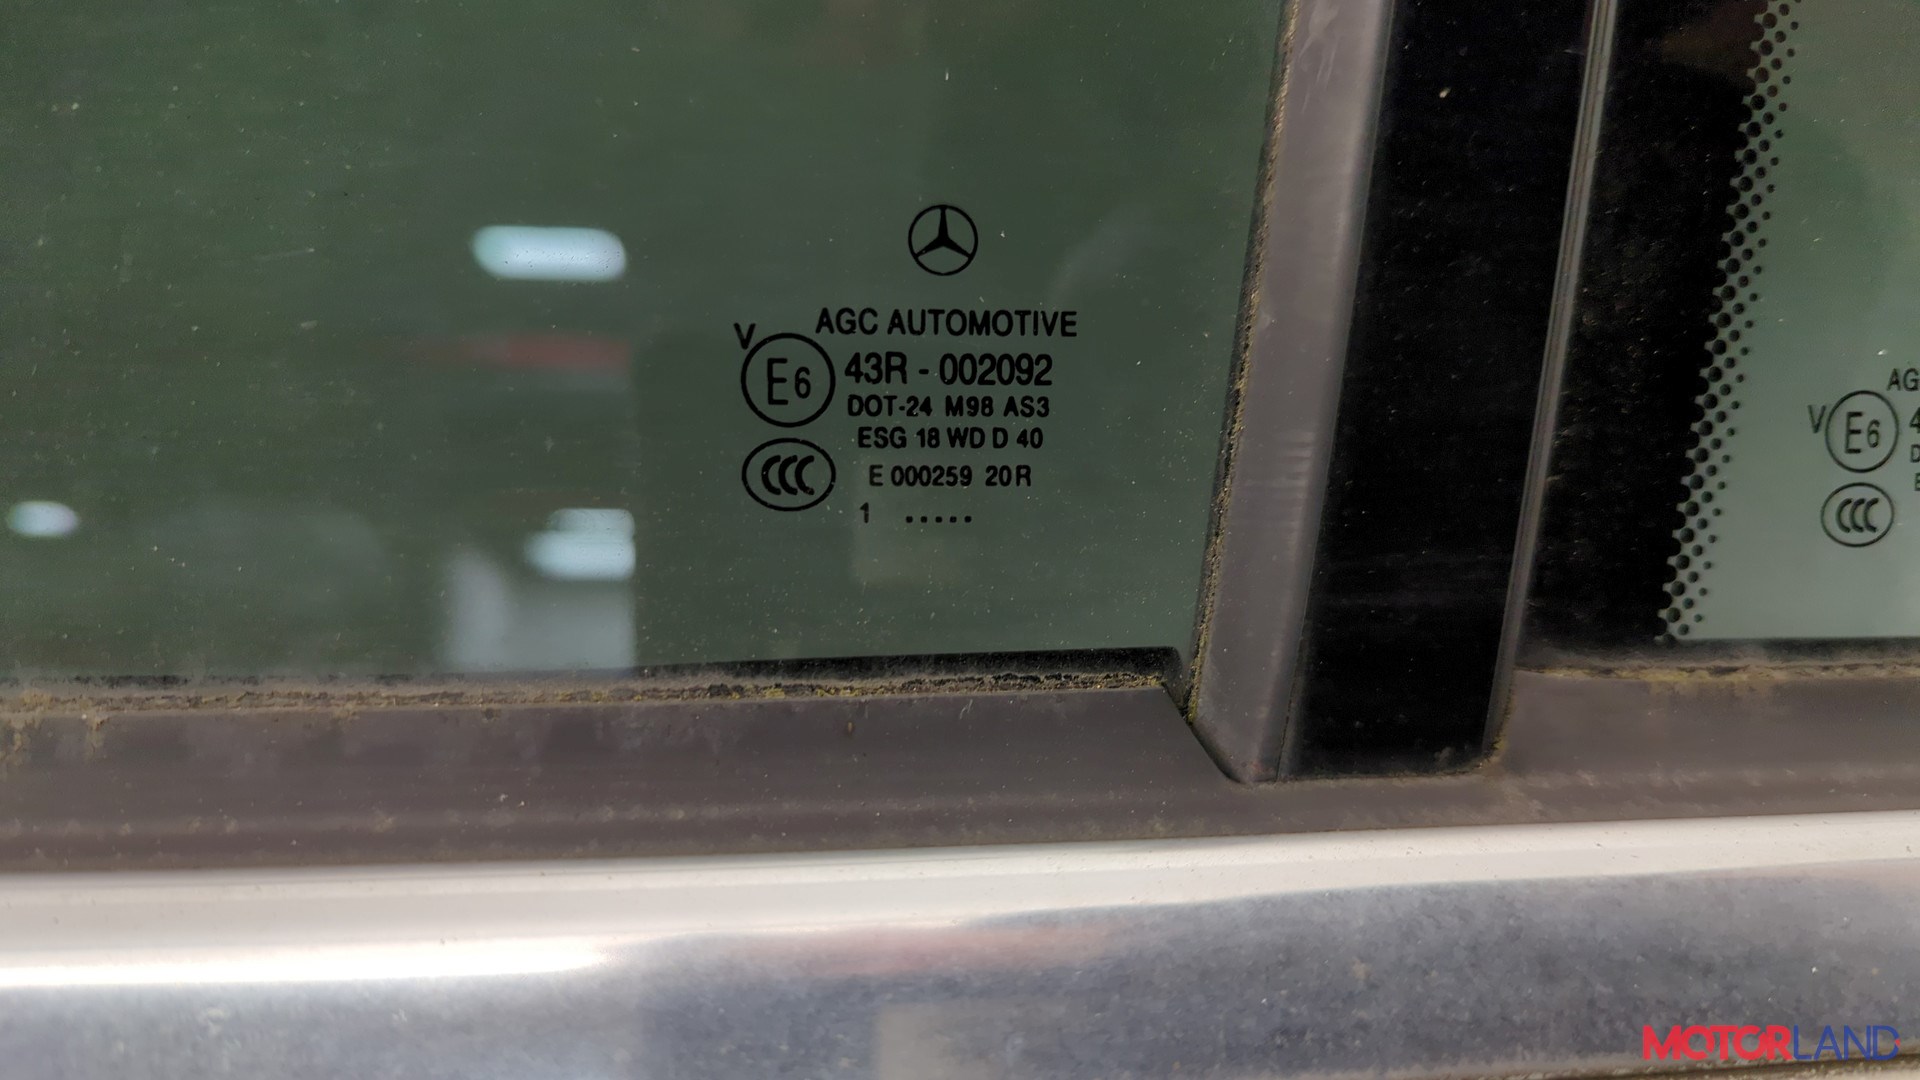 AGC AUTOMOTIVE
V E6 43R - 002092
DOT-24 M98 AS3
ESG 18 WD D 40
CCC E 000259 20R
1 .....
AG
V E6 4
D
E
CCC
MOTORLAND